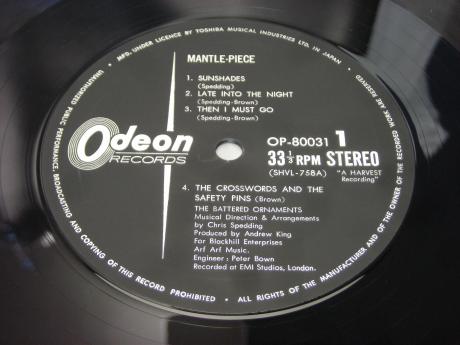 MFD. UNDER LICENCE BY TOSHIBA MUSICAL INDUSTRIES LTD. IN JAPAN •
MANTLE-PIECE
1. SUNSHADES
(Spedding)
2. LATE INTO THE NIGHT
(Spedding-Brown)
3. THEN I MUST GO
(Spedding-Brown)
Odeon
RECORDS
OP-80031 1
33⅓ RPM STEREO
(SHVL-758A) "A HARVEST
Recording"
4. THE CROSSWORDS AND THE
SAFETY PINS (Brown)
THE BATTERED ORNAMENTS
Musical Direction & Arrangements
by Chris Spedding
Produced by Andrew King
For Blackhill Enterprises
Arf Arf Music.
Engineer : Peter Bown
Recorded at EMI Studios, London.
UNAUTHORIZED PUBLIC PERFORMANCE, BROADCASTING AND COPYING OF THIS RECORD PROHIBITED • ALL RIGHTS OF THE MANUFACTURER AND OF THE OWNER OF THE RECORDED WORK ARE RESERVED